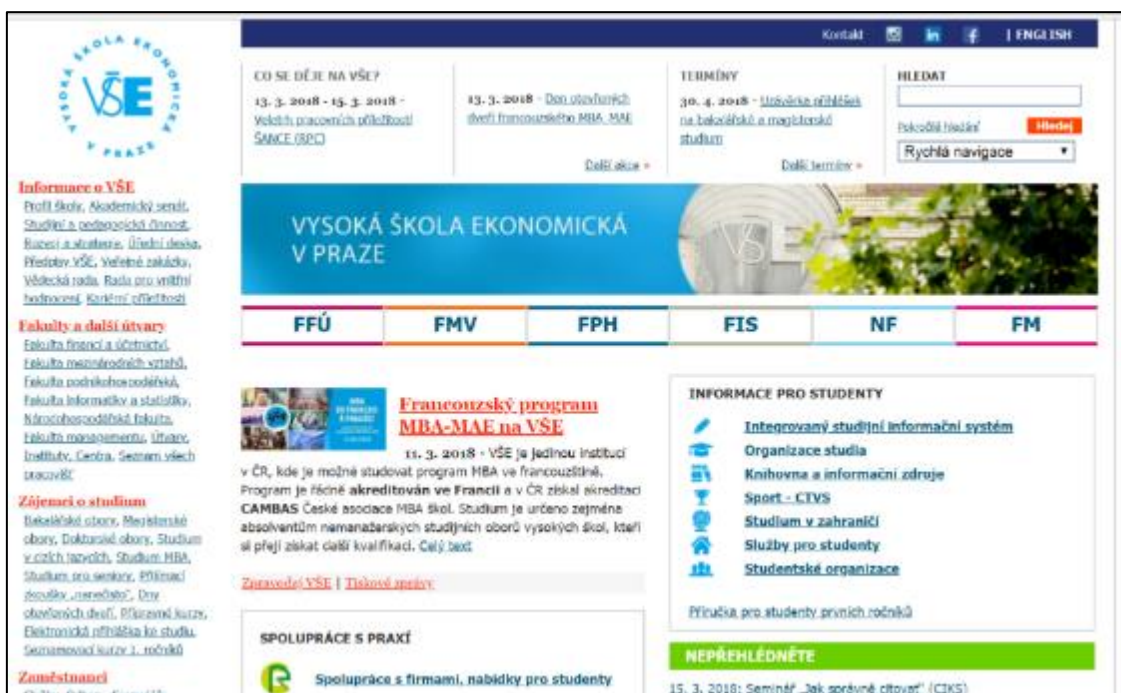 VYSOKÁ ŠKOLA EKONOMICKÁ V PRAZE
VŠE
Informace o VŠE
Profil školy, Akademický senát,
Studijní a pedagogická činnost,
Rozvoj a strategie, Úřední deska,
Předpisy VŠE, Veřejné zakázky,
Vědecká rada, Rada pro vnitřní
hodnocení, Kariérní příležitosti
Fakulty a další útvary
Fakulta financí a účetnictví,
Fakulta mezinárodních vztahů,
Fakulta podnikohospodářská,
Fakulta informatiky a statistiky,
Národohospodářská fakulta,
Fakulta managementu, Útvary,
Instituty, Centra, Seznam všech
pracovišť
Zájemci o studium
Bakalářské obory, Magisterské
obory, Doktorské obory, Studium
v cizích jazycích, Studium MBA,
Studium pro seniory, Přijímací
zkoušky „nanečisto", Dny
otevřených dveří, Přípravné kurzy,
Elektronická přihláška ke studiu,
Seznamovací kurzy 1. ročníků
Zaměstnanci
Kontakt | ENGLISH
CO SE DĚJE NA VŠE?
13. 3. 2018 - 15. 3. 2018 -
Veletrh pracovních příležitostí
ŠANCE (RPC)
13. 3. 2018 - Den otevřených
dveří francouzského MBA, MAE
Další akce »
TERMÍNY
30. 4. 2018 - Uzávěrka přihlášek
na bakalářské a magisterské
studium
Další termíny »
HLEDAT
Pokročilé hledání Hledej
Rychlá navigace
VYSOKÁ ŠKOLA EKONOMICKÁ
V PRAZE
VŠE
FFÚ FMV FPH FIS NF FM
Francouzský program
MBA-MAE na VŠE
11. 3. 2018 - VŠE je jedinou institucí
v ČR, kde je možné studovat program MBA ve francouzštině.
Program je řádně akreditován ve Francii a v ČR získal akreditaci
CAMBAS České asociace MBA škol. Studium je určeno zejména
absolventům nemanažerských studijních oborů vysokých škol, kteří
si přejí získat další kvalifikaci. Celý text
Zpravodaj VŠE | Tiskové zprávy
SPOLUPRÁCE S PRAXÍ
Spolupráce s firmami, nabídky pro studenty
INFORMACE PRO STUDENTY
Integrovaný studijní informační systém
Organizace studia
Knihovna a informační zdroje
Sport - CTVS
Studium v zahraničí
Služby pro studenty
Studentské organizace
Příručka pro studenty prvních ročníků
NEPŘEHLÉDNĚTE
15. 3. 2018: Seminář „Jak správně citovat" (CIKS)